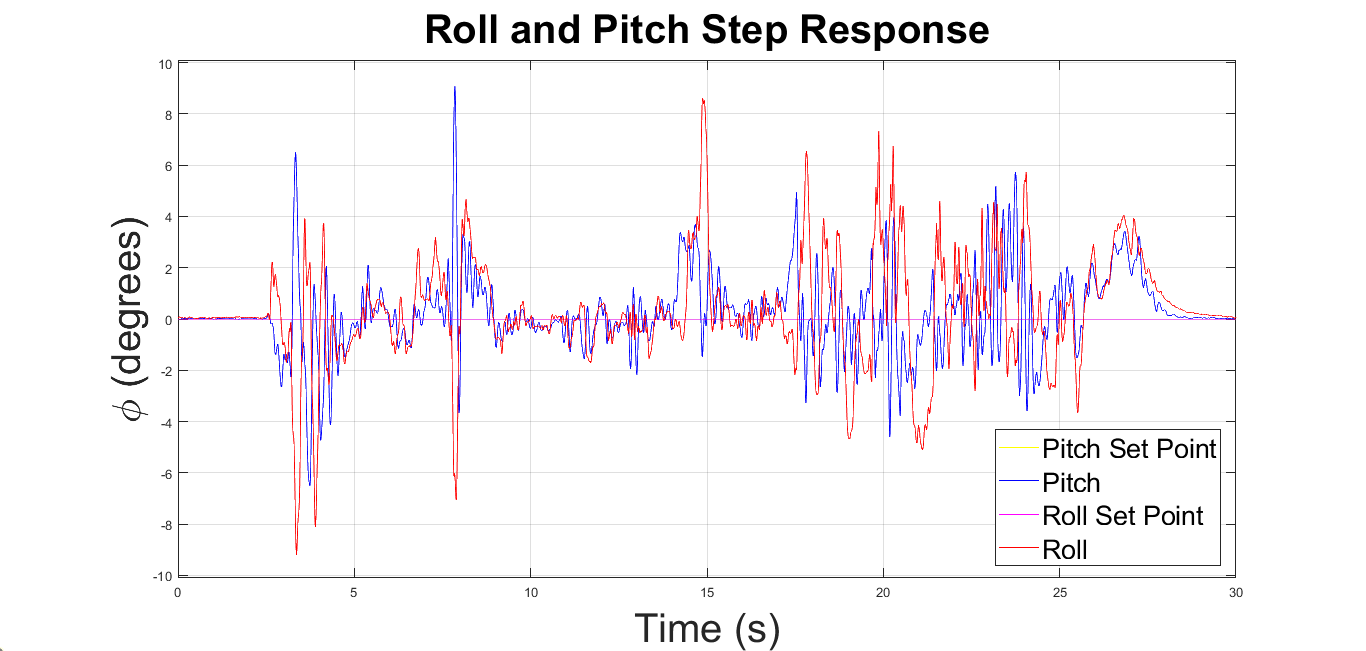 Roll and Pitch Step Response
10
8
6
4
2
0
-2
-4
-6
-8
-10
ϕ (degrees)
0 5 10 15 20 25 30
Time (s)
Pitch Set Point
Pitch
Roll Set Point
Roll